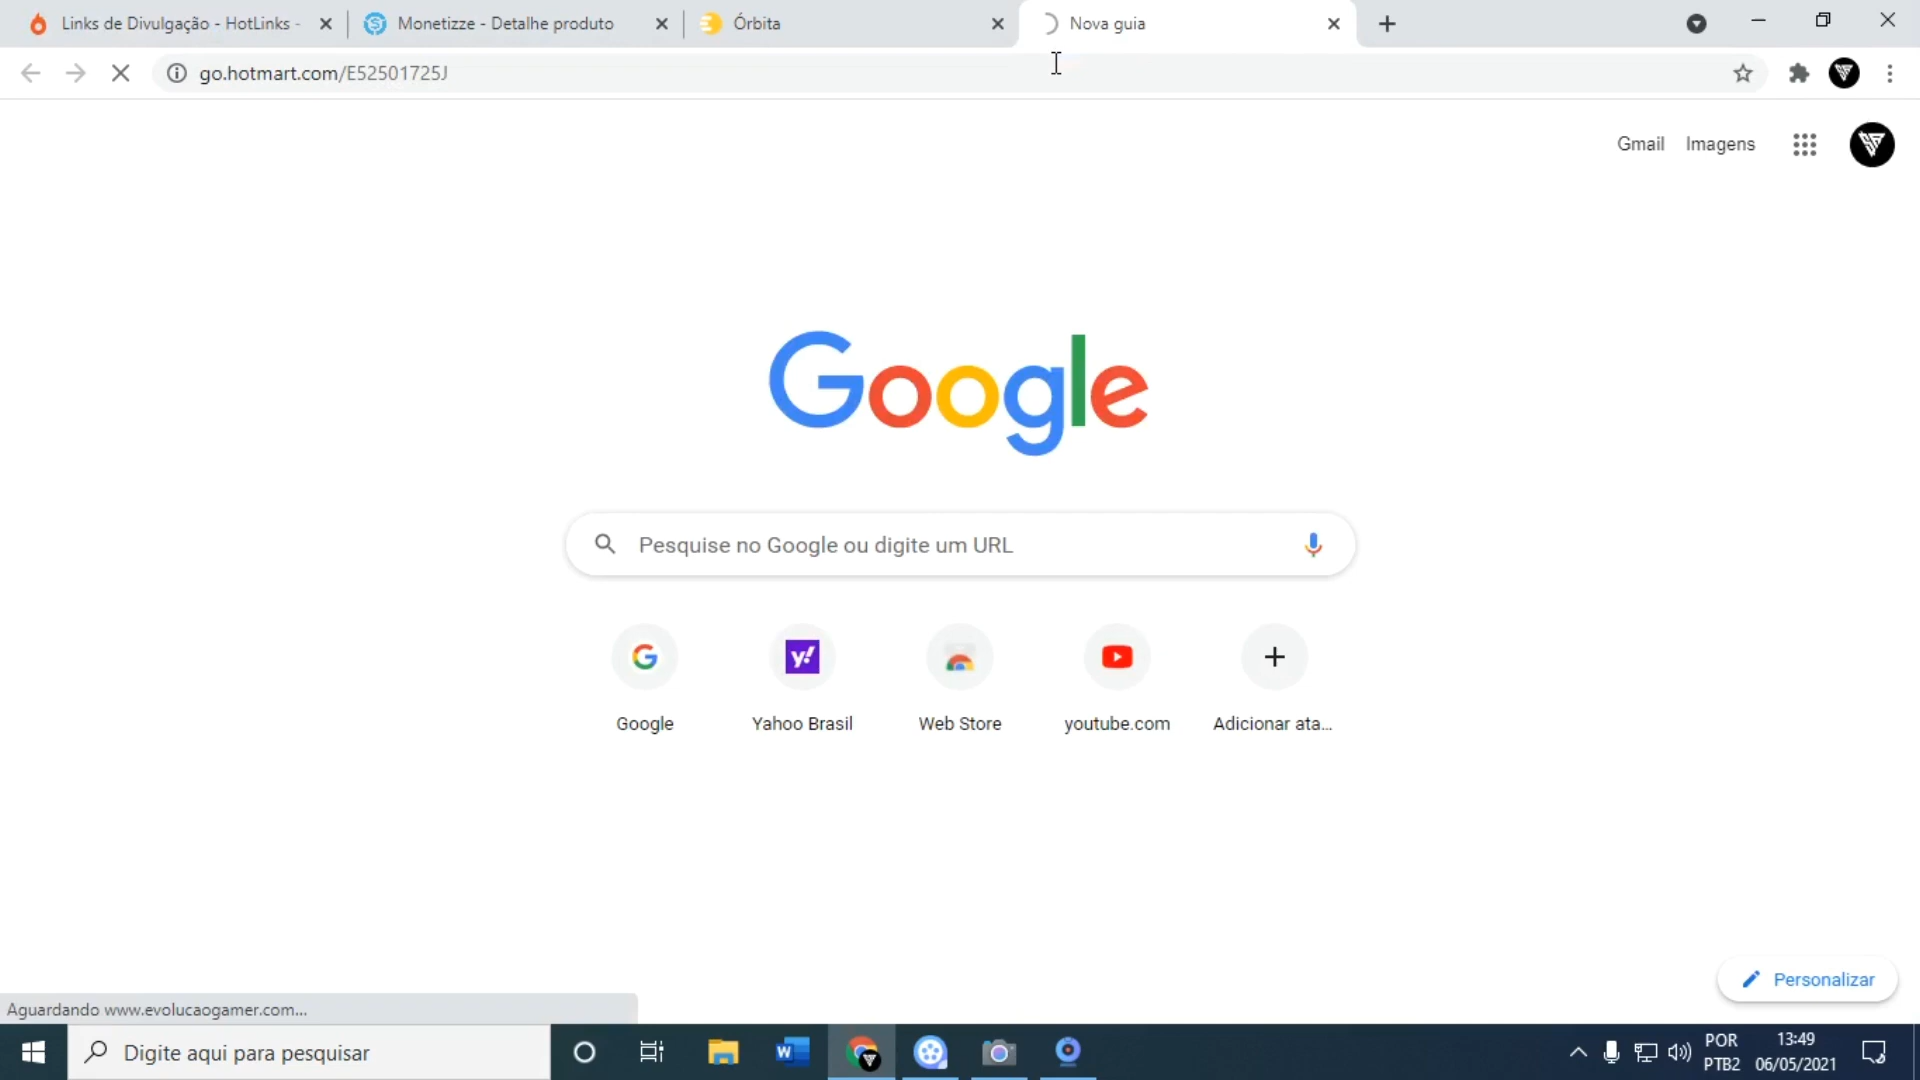 Links de Divulgação - HotLinks -
Monetizze - Detalhe produto
Órbita
Nova guia
go.hotmart.com/E52501725J
Gmail
Imagens
Google
Pesquise no Google ou digite um URL
y!
Google
Yahoo Brasil
Web Store
youtube.com
Adicionar ata...
Personalizar
Aguardando www.evolucaogamer.com...
Digite aqui para pesquisar
POR
PTB2
13:49
06/05/2021